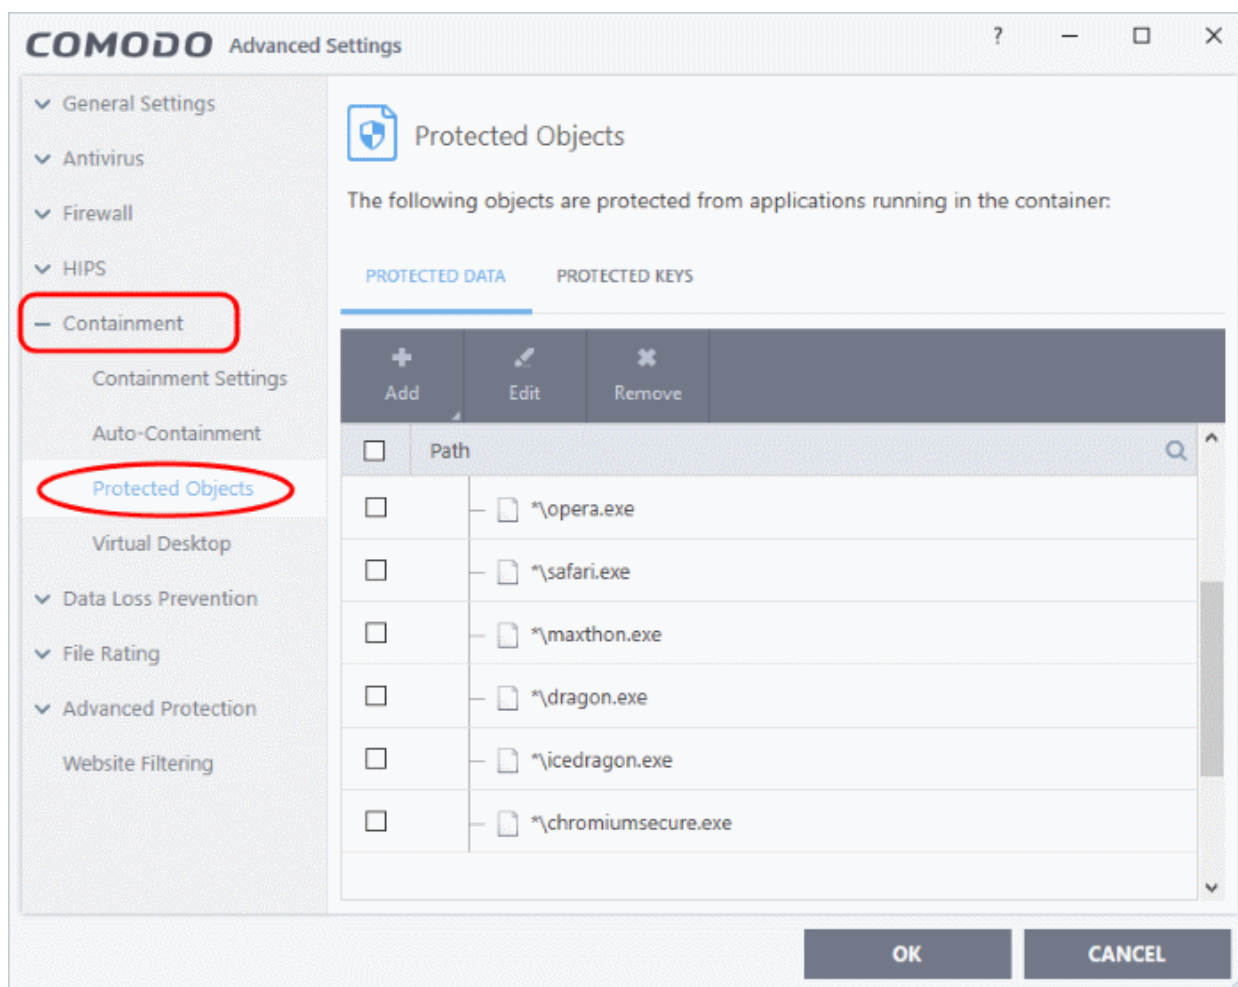 COMODO Advanced Settings ?
General Settings
Antivirus
Firewall
HIPS
Containment
Containment Settings
Auto-Containment
Protected Objects
Virtual Desktop
Data Loss Prevention
File Rating
Advanced Protection
Website Filtering
Protected Objects
The following objects are protected from applications running in the container:
PROTECTED DATA PROTECTED KEYS
Add Edit Remove
Path
*\opera.exe
*\safari.exe
*\maxthon.exe
*\dragon.exe
*\icedragon.exe
*\chromiumsecure.exe
OK CANCEL